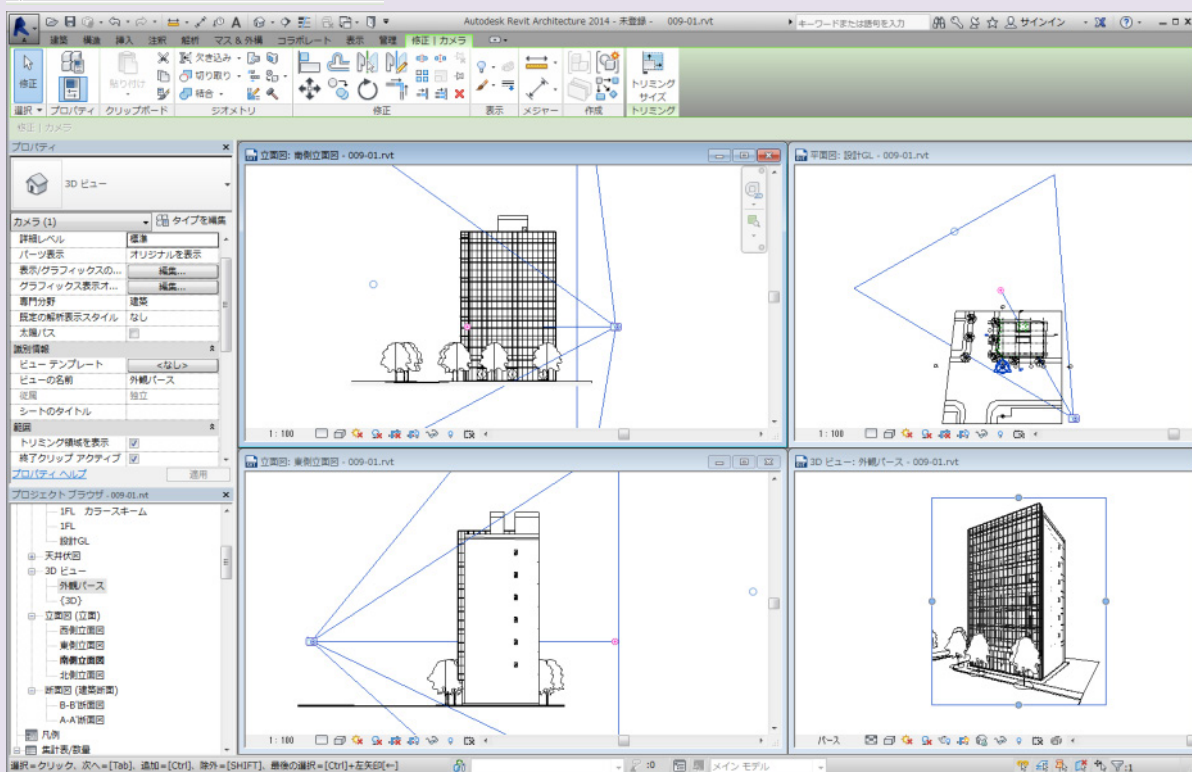 Autodesk Revit Architecture 2014 - 未登録 - 009-01.rvt
キーワードまたは語句を入力
サインイン
建築 構造 挿入 注釈 解析 マス & 外構 コラボレート 表示 管理 修正 | カメラ
修正
貼り付け
欠き込み
切り取り
結合
トリミング
サイズ
選択 プロパティ クリップボード ジオメトリ 修正 表示 メジャー 作成 トリミング
修正 | カメラ
プロパティ
3D ビュー
カメラ (1)
タイプを編集
詳細レベル 標準
パーツ表示 オリジナルを表示
表示/グラフィックスの... 編集...
グラフィックス表示オ... 編集...
専門分野 建築
既定の解析表示スタイル なし
太陽パス
識別情報
ビュー テンプレート <なし>
ビューの名前 外観パース
従属 独立
シートのタイトル
範囲
トリミング領域を表示
終了クリップ アクティブ
プロパティ ヘルプ
適用
プロジェクト ブラウザ - 009-01.rvt
1FL カラースキーム
1FL
設計GL
天井伏図
3D ビュー
外観パース
{3D}
立面図 (立面)
西側立面図
東側立面図
南側立面図
北側立面図
断面図 (建築断面)
B-B'断面図
A-A'断面図
凡例
集計表/数量
立面図: 南側立面図 - 009-01.rvt
1 : 100
平面図: 設計GL - 009-01.rvt
1 : 100
立面図: 東側立面図 - 009-01.rvt
1 : 100
3D ビュー: 外観パース - 009-01.rvt
パース
選択=クリック、次へ=[Tab]、追加=[Ctrl]、除外=[SHIFT]、最後の選択=[Ctrl]+左矢印[←]
:0
メイン モデル
:1